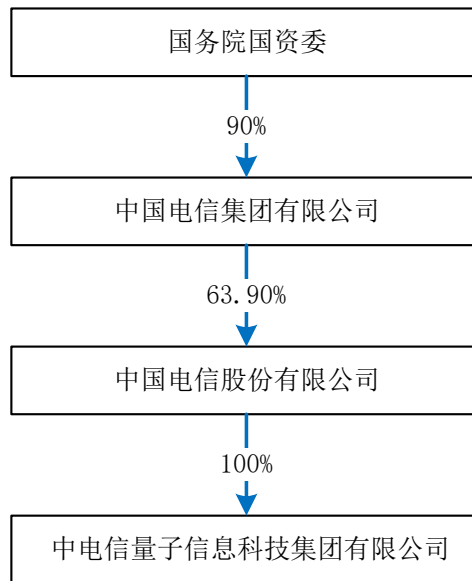 国务院国资委
90%
中国电信集团有限公司
63.90%
中国电信股份有限公司
100%
中电信量子信息科技集团有限公司